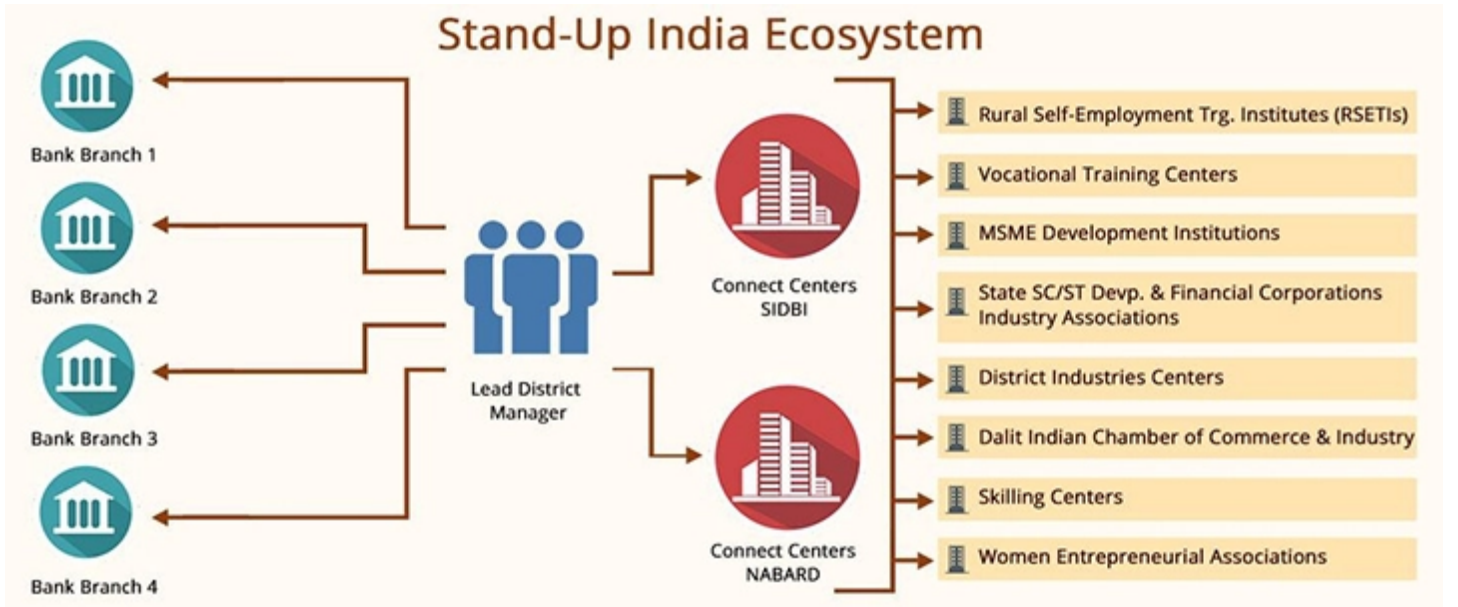 Stand-Up India Ecosystem
Bank Branch 1
Bank Branch 2
Bank Branch 3
Bank Branch 4
Lead District
Manager
Connect Centers
SIDBI
Connect Centers
NABARD
Rural Self-Employment Trg. Institutes (RSETIs)
Vocational Training Centers
MSME Development Institutions
State SC/ST Devp. & Financial Corporations
Industry Associations
District Industries Centers
Dalit Indian Chamber of Commerce & Industry
Skilling Centers
Women Entrepreneurial Associations